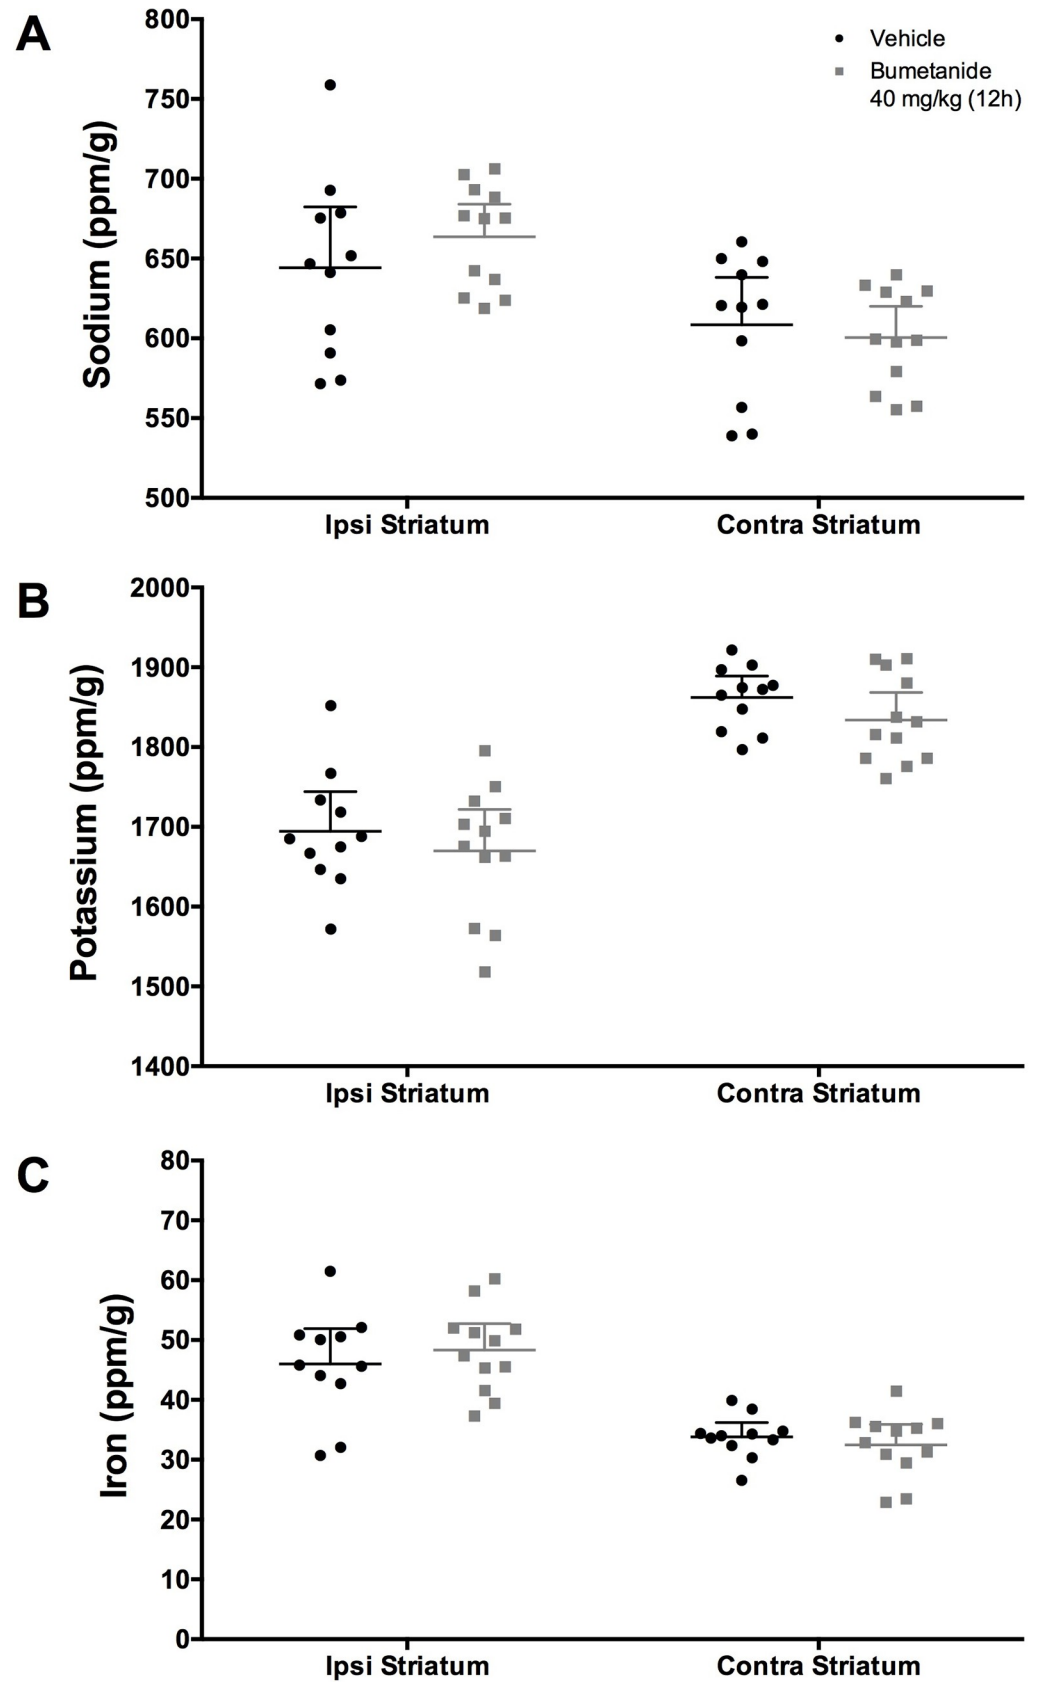 A
Sodium (ppm/g)
800
750
700
650
600
550
500
Vehicle
Bumetanide
40 mg/kg (12h)
Ipsi Striatum
Contra Striatum
B
Potassium (ppm/g)
2000
1900
1800
1700
1600
1500
1400
Ipsi Striatum
Contra Striatum
C
Iron (ppm/g)
80
70
60
50
40
30
20
10
0
Ipsi Striatum
Contra Striatum